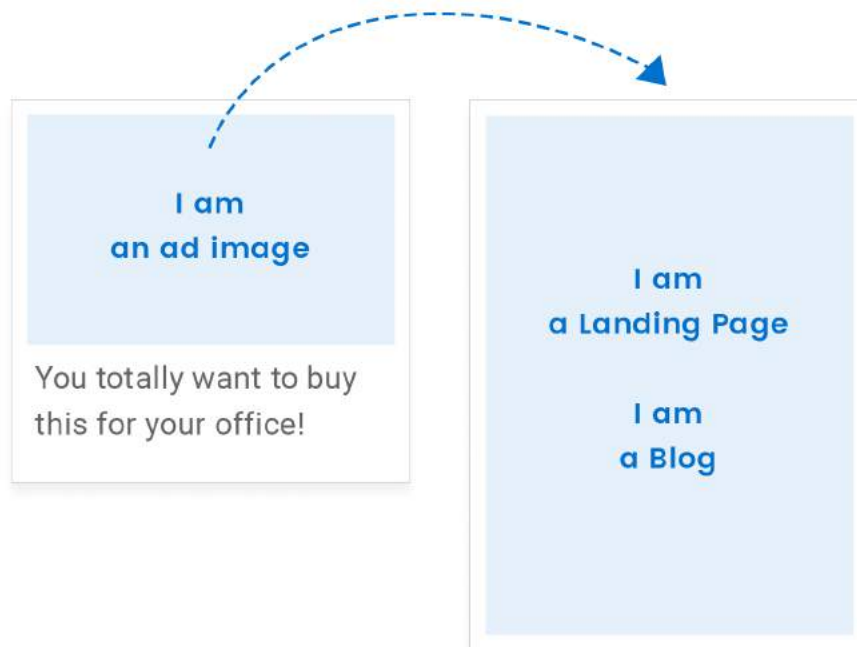 I am
an ad image
You totally want to buy
this for your office!
I am
a Landing Page
I am
a Blog